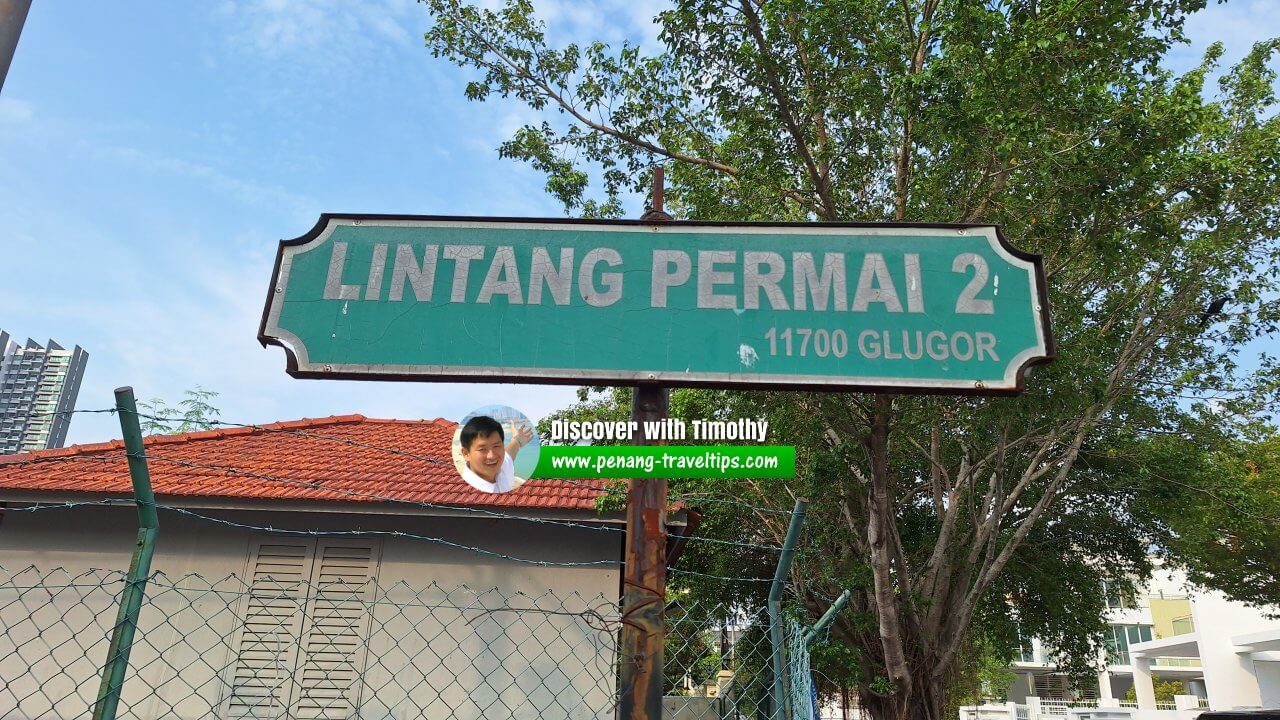 LINTANG PERMAI 2
11700 GLUGOR
Discover with Timothy
www.penang-traveltips.com